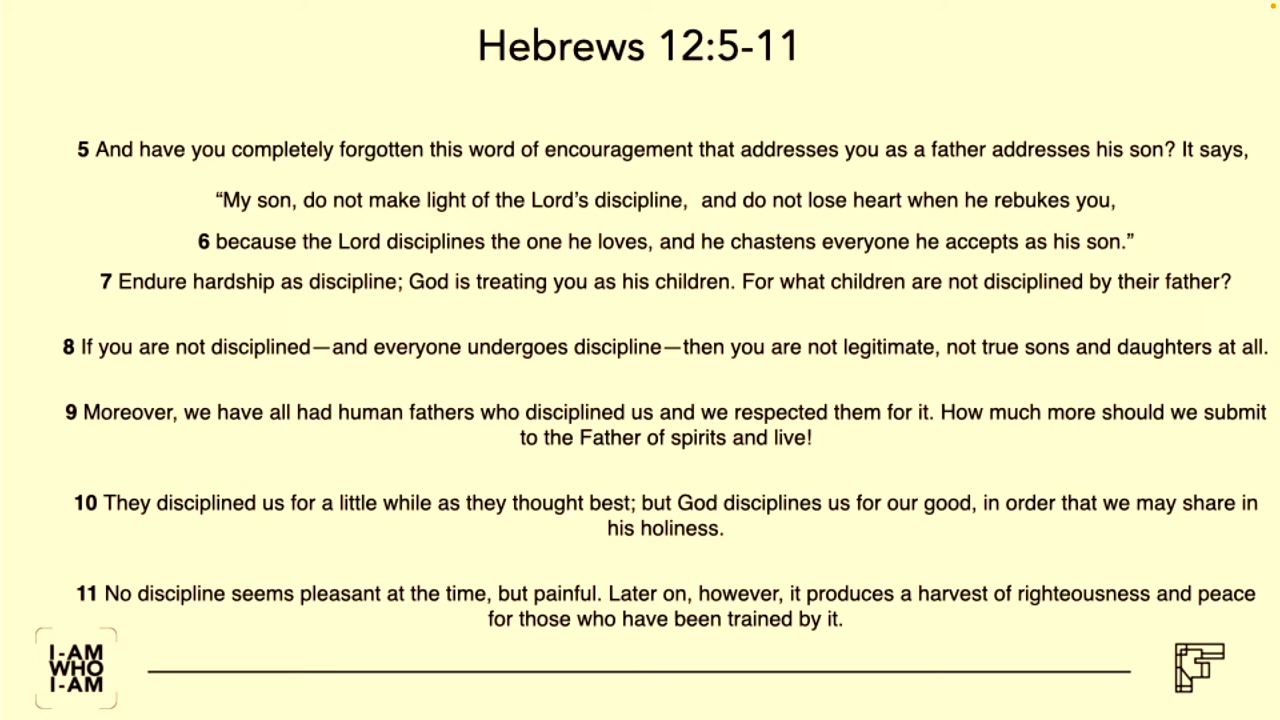 Hebrews 12:5-11
5 And have you completely forgotten this word of encouragement that addresses you as a father addresses his son? It says,
“My son, do not make light of the Lord’s discipline,  and do not lose heart when he rebukes you,
6 because the Lord disciplines the one he loves, and he chastens everyone he accepts as his son.”
7 Endure hardship as discipline; God is treating you as his children. For what children are not disciplined by their father?
8 If you are not disciplined—and everyone undergoes discipline—then you are not legitimate, not true sons and daughters at all.
9 Moreover, we have all had human fathers who disciplined us and we respected them for it. How much more should we submit
to the Father of spirits and live!
10 They disciplined us for a little while as they thought best; but God disciplines us for our good, in order that we may share in
his holiness.
11 No discipline seems pleasant at the time, but painful. Later on, however, it produces a harvest of righteousness and peace
for those who have been trained by it.
I-AM
WHO
I-AM